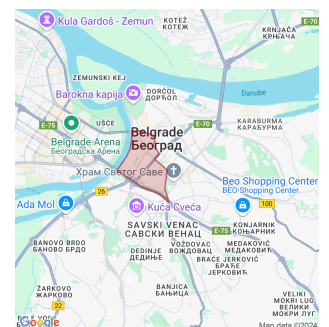 Kula Gardoš - Zemun
КОТЕŽ
КОТЕЖ
E-70
KRNJAČA
КРЊАЧА
ZEMUNSKI KEJ
Barokna kapija
DORĆOL
ДОРЋОЛ
Danube
UŠĆE
E-75
E-70
KARABURMA
КАРАБУРМА
Belgrade
Београд
Belgrade Arena
Београдска Арена
Храм Светог Саве
Beo Shopping Center
BEO Shopping Center
26
Ada Mol
Kuća Cveća
100
SAVSKI VENAC
САВСКИ ВЕНАЦ
KONJARNIK
КОЊАРНИК
BANOVO BRDO
БАНОВО БРДО
DEDINJE
ДЕДИЊЕ
VOŽDOVAC
ВОЖДОВАЦ
MEDAKOVIĆ
МЕДАКОВИЋ
BRAĆE JERKOVIĆ
БРАЋЕ
ЈЕРКОВИЋ
ŽARKOVO
ЖАРКОВО
BANJICA
БАЊИЦА
VELIKI
MOKRI LUG
ВЕЛИКИ
МОКРИ ЛУГ
Google
Map data ©2024